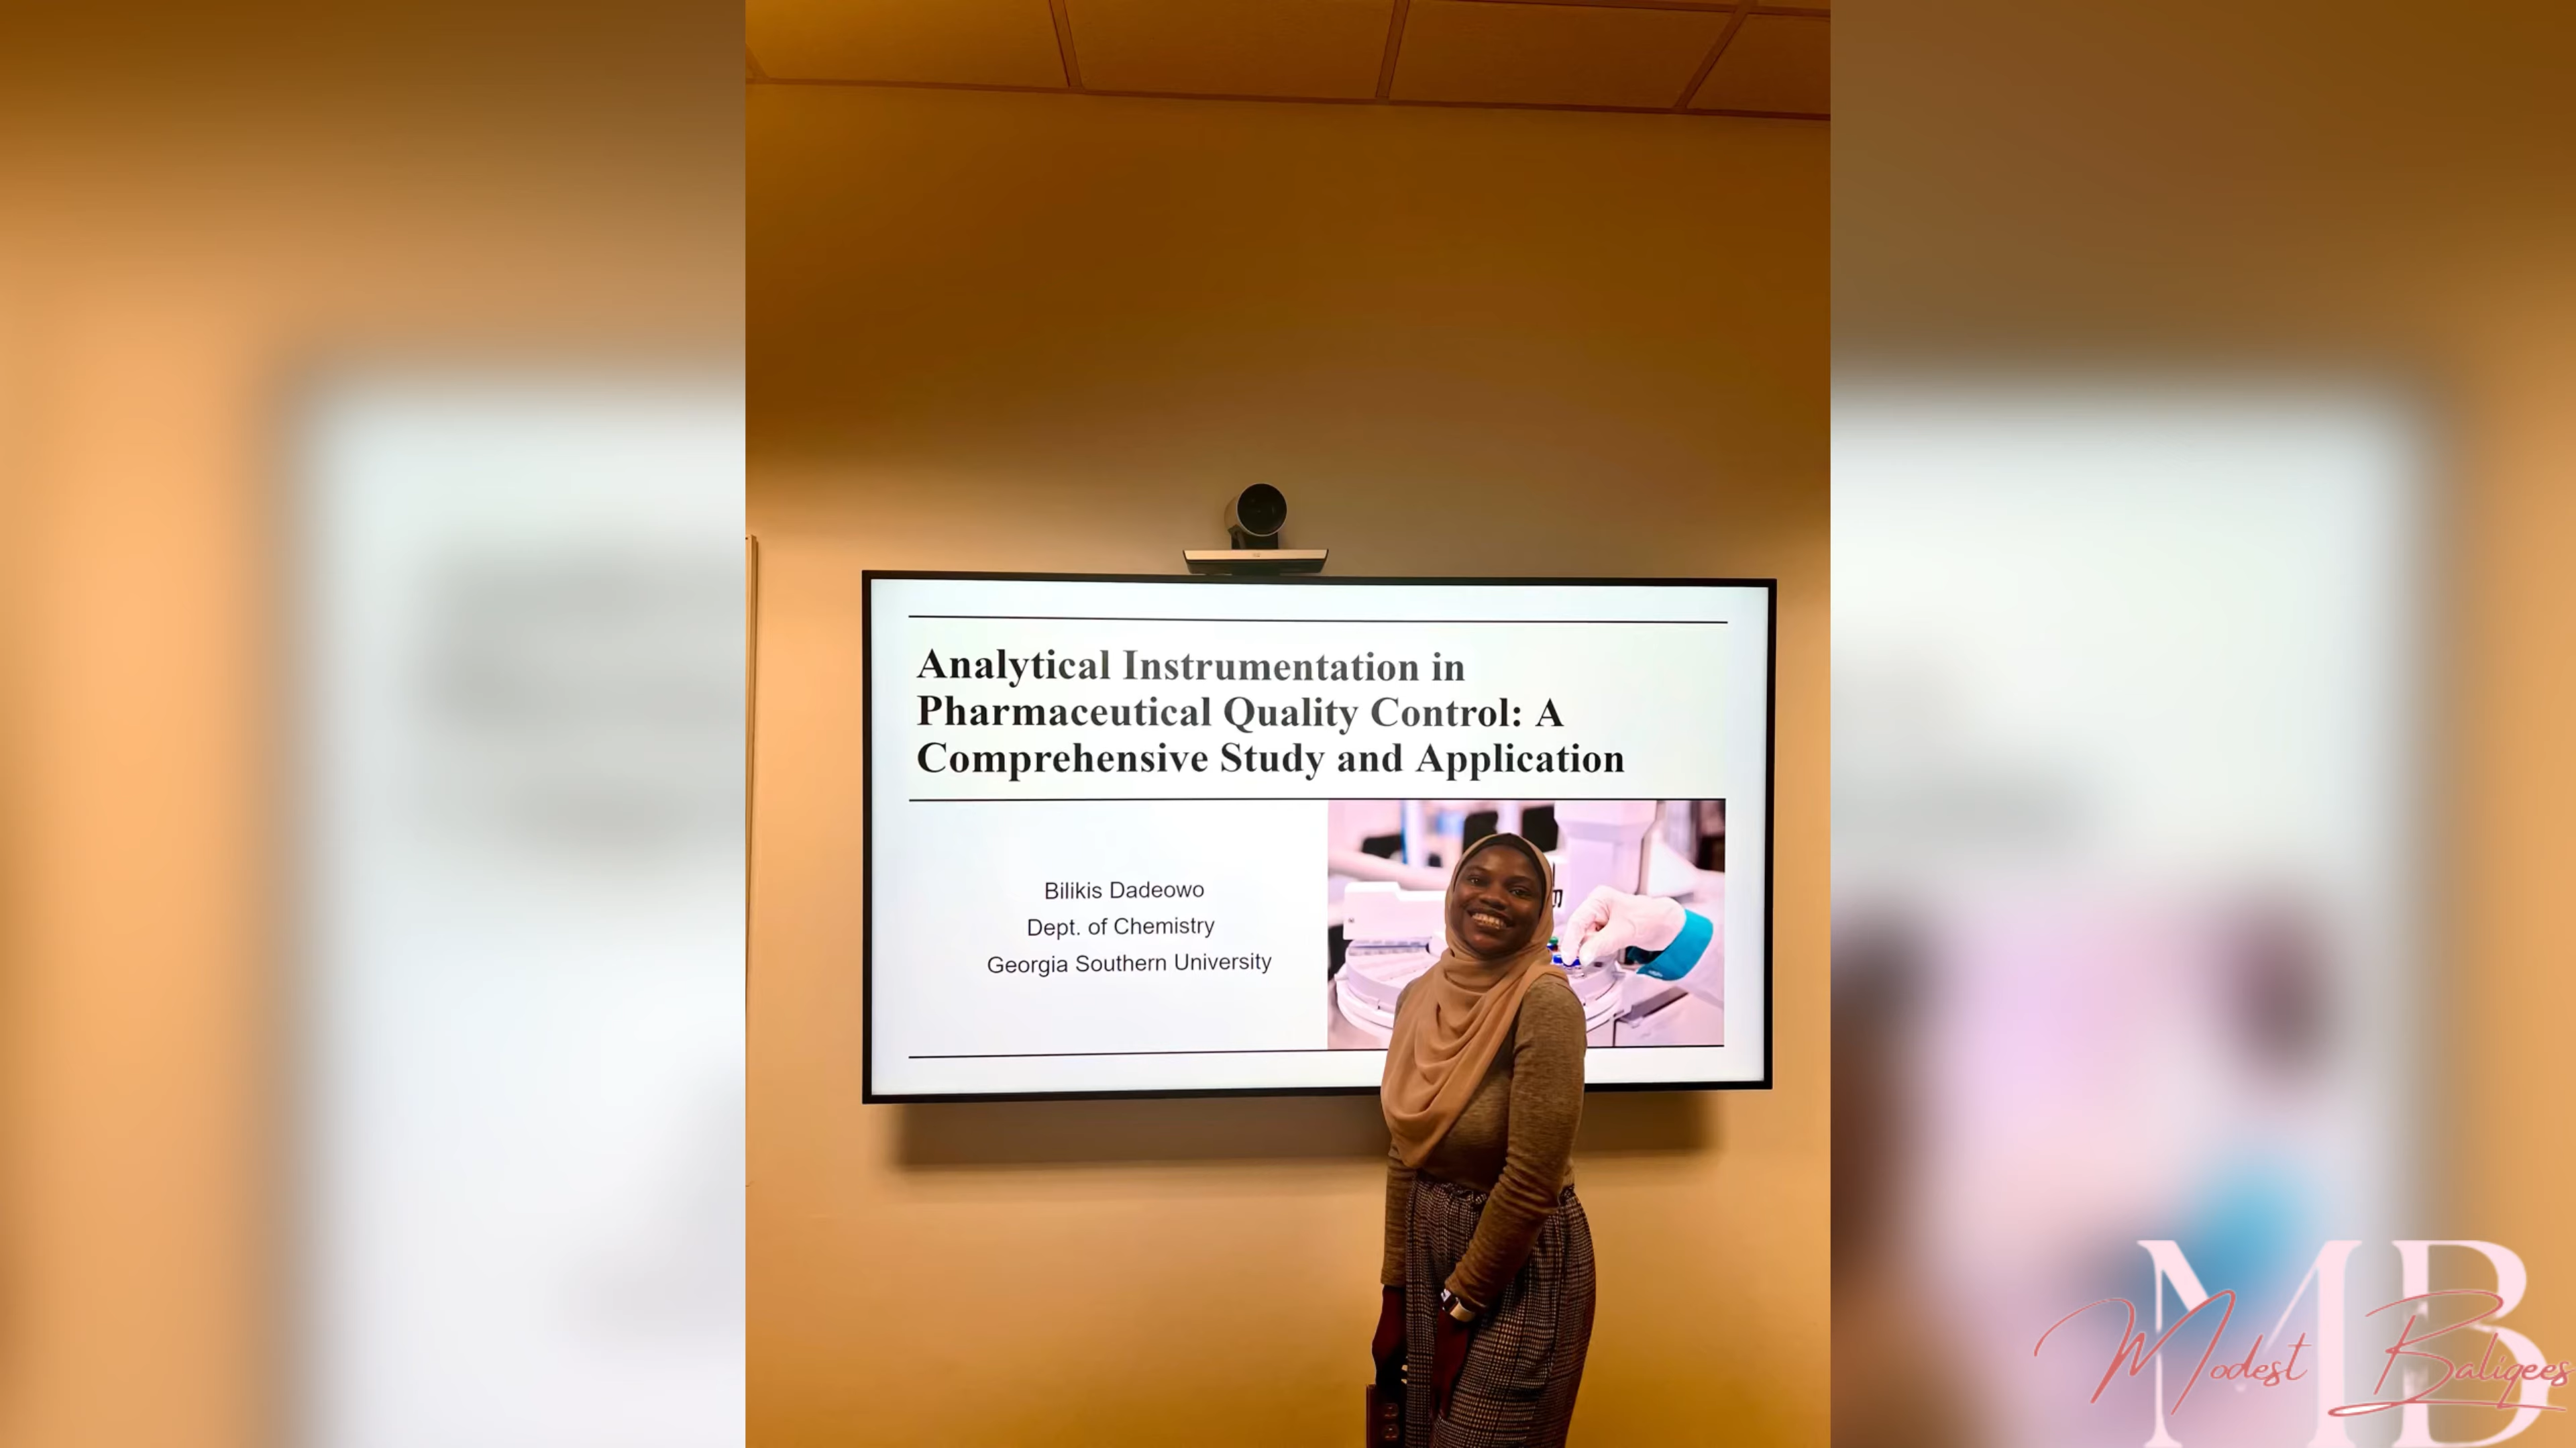 Analytical Instrumentation in
Pharmaceutical Quality Control: A
Comprehensive Study and Application
Bilikis Dadeowo
Dept. of Chemistry
Georgia Southern University
MB
Modest Baliqees